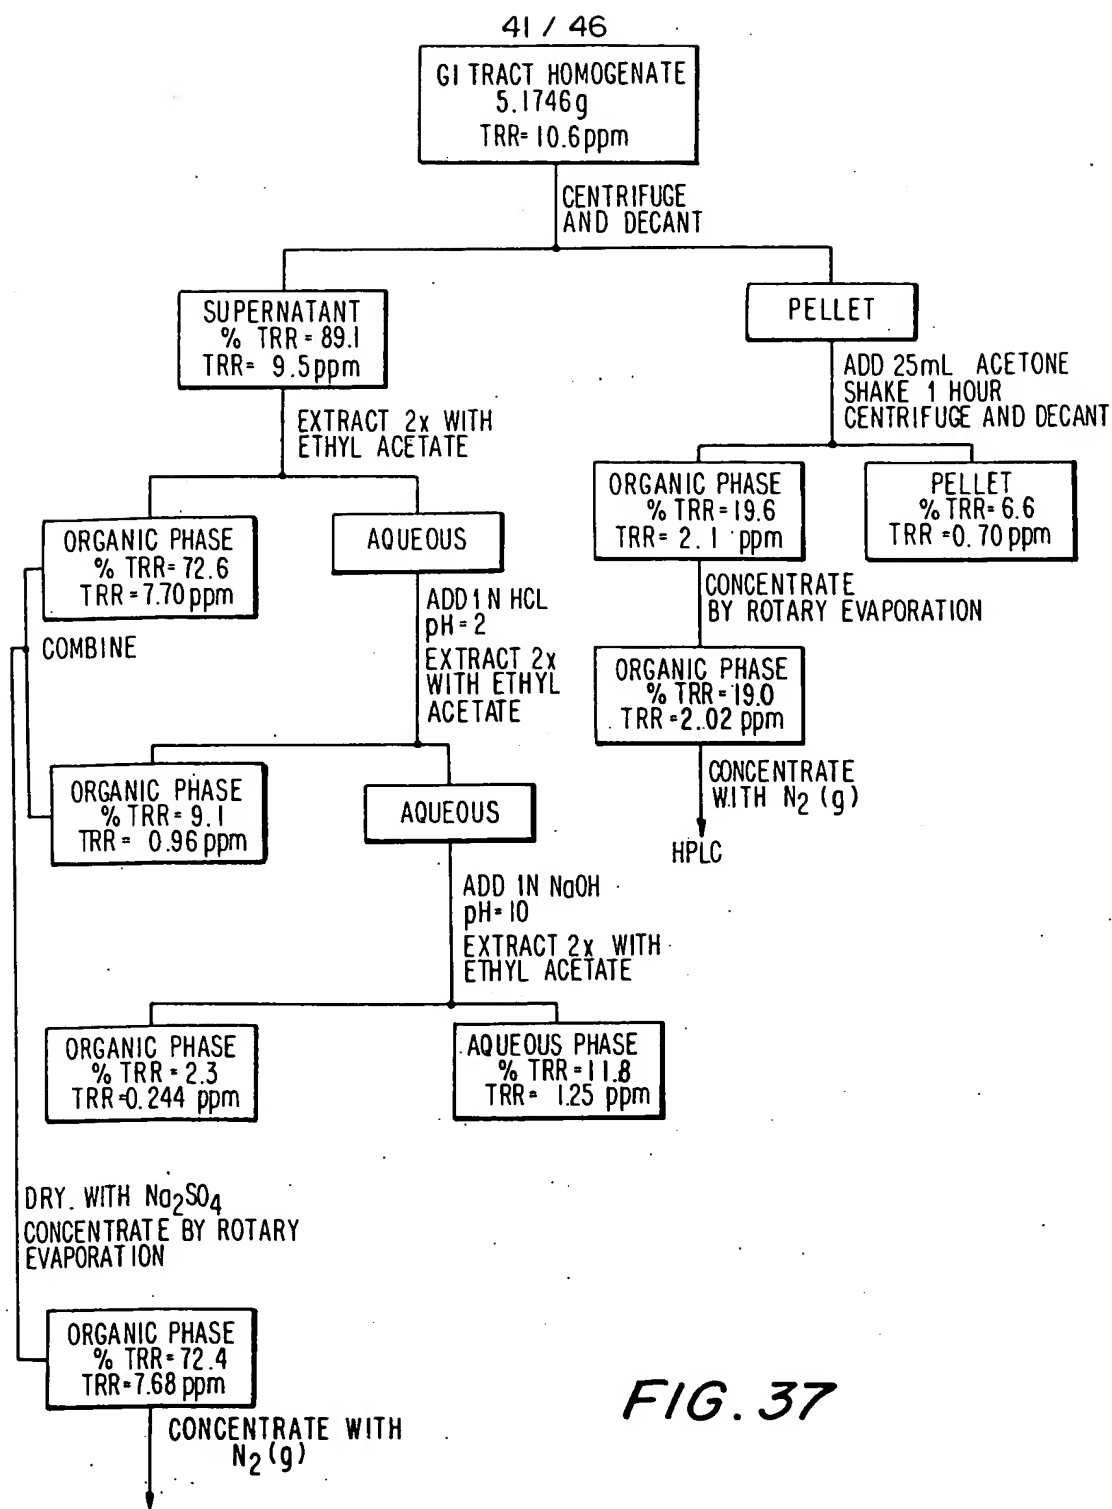 41 / 46
GI TRACT HOMOGENATE
5.1746g
TRR= 10.6 ppm
CENTRIFUGE
AND DECANT
SUPERNATANT
% TRR = 89.1
TRR= 9.5 ppm
PELLET
ADD 25mL ACETONE
SHAKE 1 HOUR
CENTRIFUGE AND DECANT
EXTRACT 2x WITH
ETHYL ACETATE
ORGANIC PHASE
% TRR = 19.6
TRR = 2.1 ppm
PELLET
% TRR = 6.6
TRR = 0.70 ppm
ORGANIC PHASE
% TRR= 72.6
TRR = 7.70 ppm
AQUEOUS
CONCENTRATE
BY ROTARY EVAPORATION
ADD 1 N HCL
pH = 2
EXTRACT 2x
WITH ETHYL
ACETATE
COMBINE
ORGANIC PHASE
% TRR = 19.0
TRR = 2.02 ppm
CONCENTRATE
WITH N2 (g)
HPLC
ORGANIC PHASE
% TRR = 9.1
TRR = 0.96 ppm
AQUEOUS
ADD 1N NaOH
pH = 10
EXTRACT 2x WITH
ETHYL ACETATE
ORGANIC PHASE
% TRR = 2.3
TRR=0.244 ppm
AQUEOUS PHASE
% TRR = 11.8
TRR = 1.25 ppm
DRY. WITH Na2SO4
CONCENTRATE BY ROTARY
EVAPORATION
ORGANIC PHASE
% TRR = 72.4
TRR=7.68 ppm
CONCENTRATE WITH
N2 (g)
FIG. 37